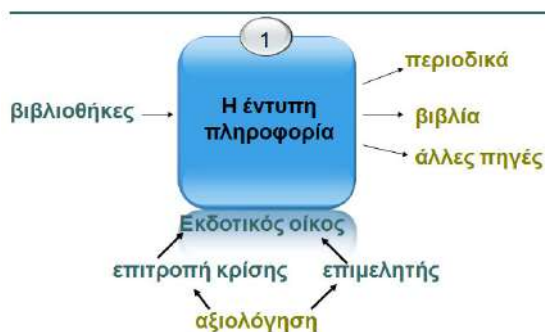 1
περιοδικά
βιβλιοθήκες
Η έντυπη
πληροφορία
βιβλία
άλλες πηγές
Εκδοτικός οίκος
επιτροπή κρίσης
επιμελητής
αξιολόγηση